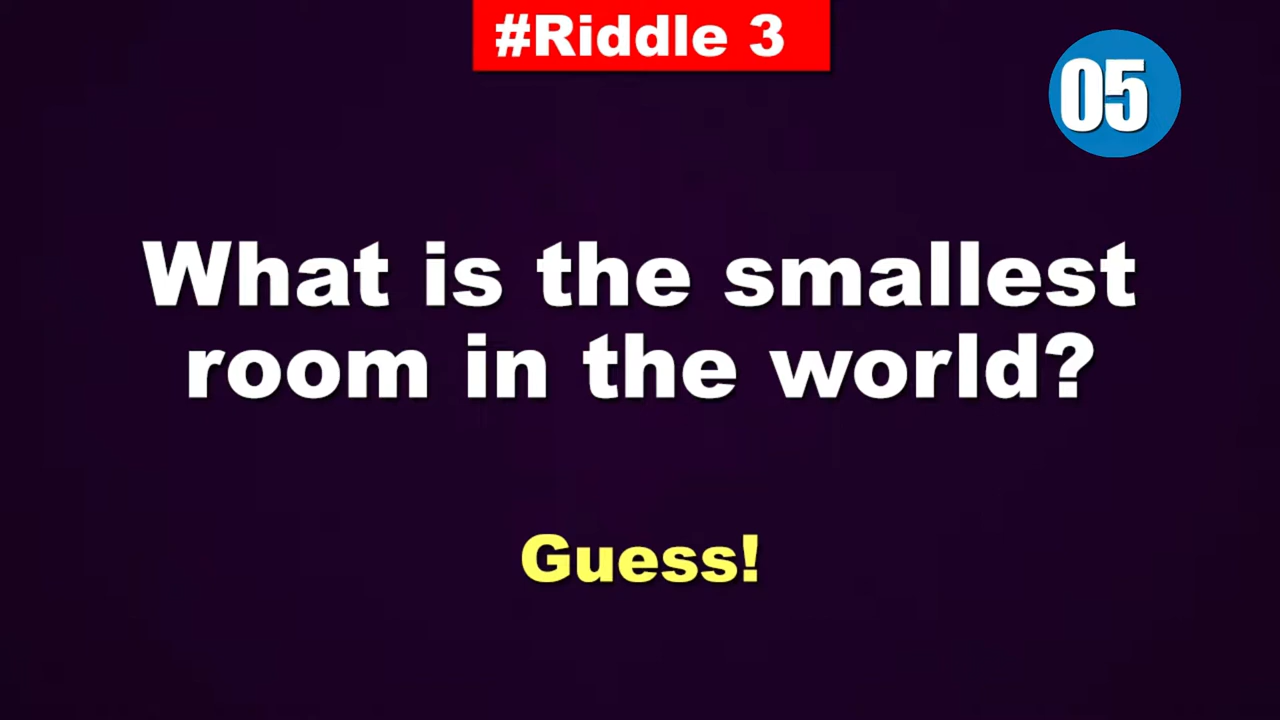 #Riddle 3
05
What is the smallest
room in the world?
Guess!